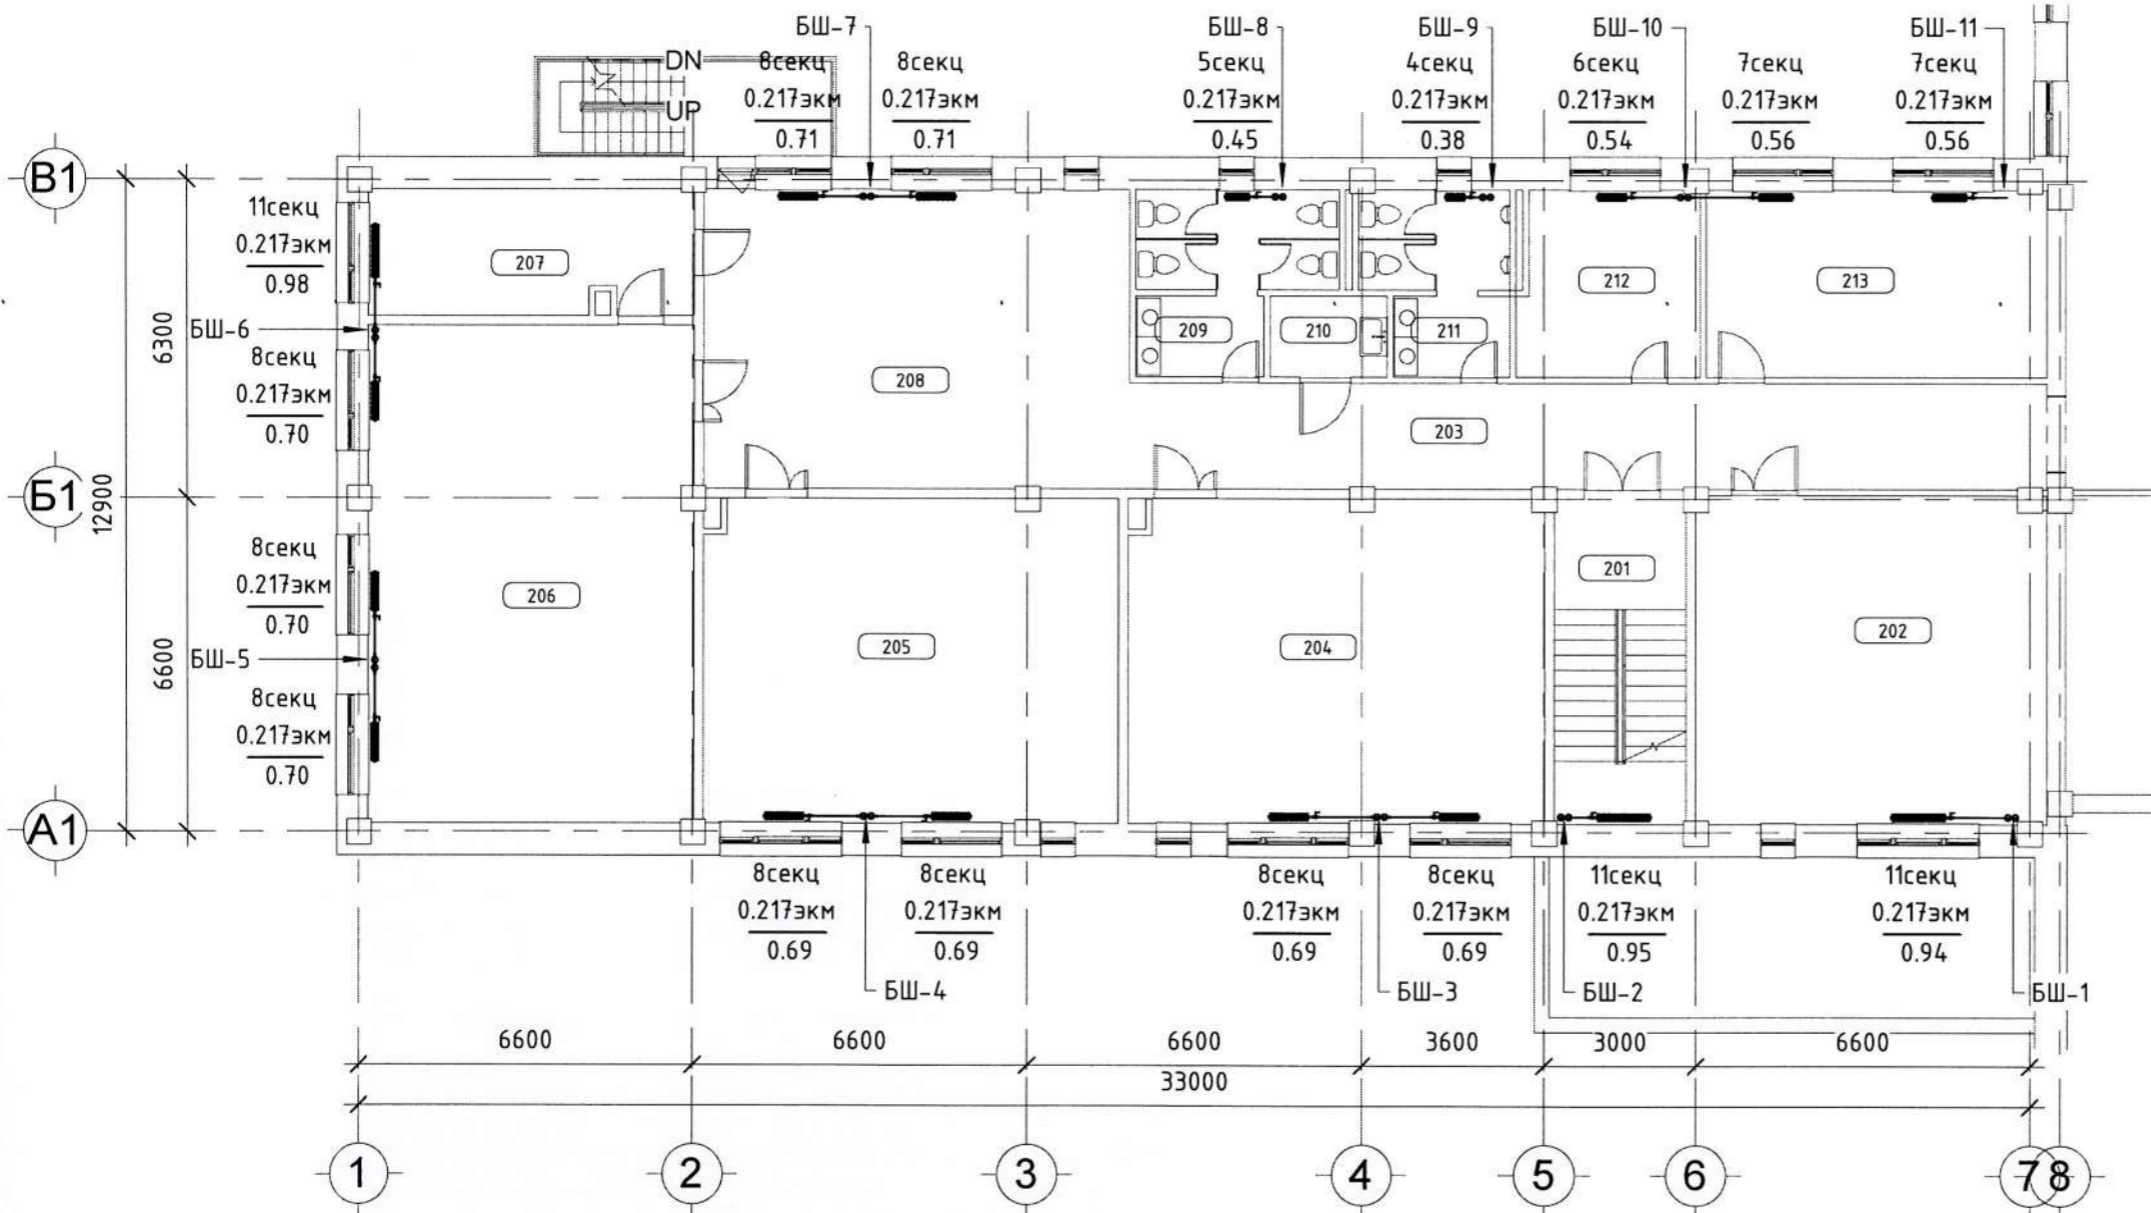 БШ-7
БШ-8
БШ-9
БШ-10
БШ-11
DN
UP
8секц
0.217экм
0.71
8секц
0.217экм
0.71
5секц
0.217экм
0.45
4секц
0.217экм
0.38
6секц
0.217экм
0.54
7секц
0.217экм
0.56
7секц
0.217экм
0.56
В1
11секц
0.217экм
0.98
БШ-6
8секц
0.217экм
0.70
6300
207
208
209
210
211
212
213
203
Б1
12900
8секц
0.217экм
0.70
БШ-5
8секц
0.217экм
0.70
6600
206
205
204
201
202
А1
8секц
0.217экм
0.69
8секц
0.217экм
0.69
8секц
0.217экм
0.69
8секц
0.217экм
0.69
11секц
0.217экм
0.95
11секц
0.217экм
0.94
БШ-4
БШ-3
БШ-2
БШ-1
6600
6600
6600
3600
3000
6600
33000
1
2
3
4
5
6
7
8